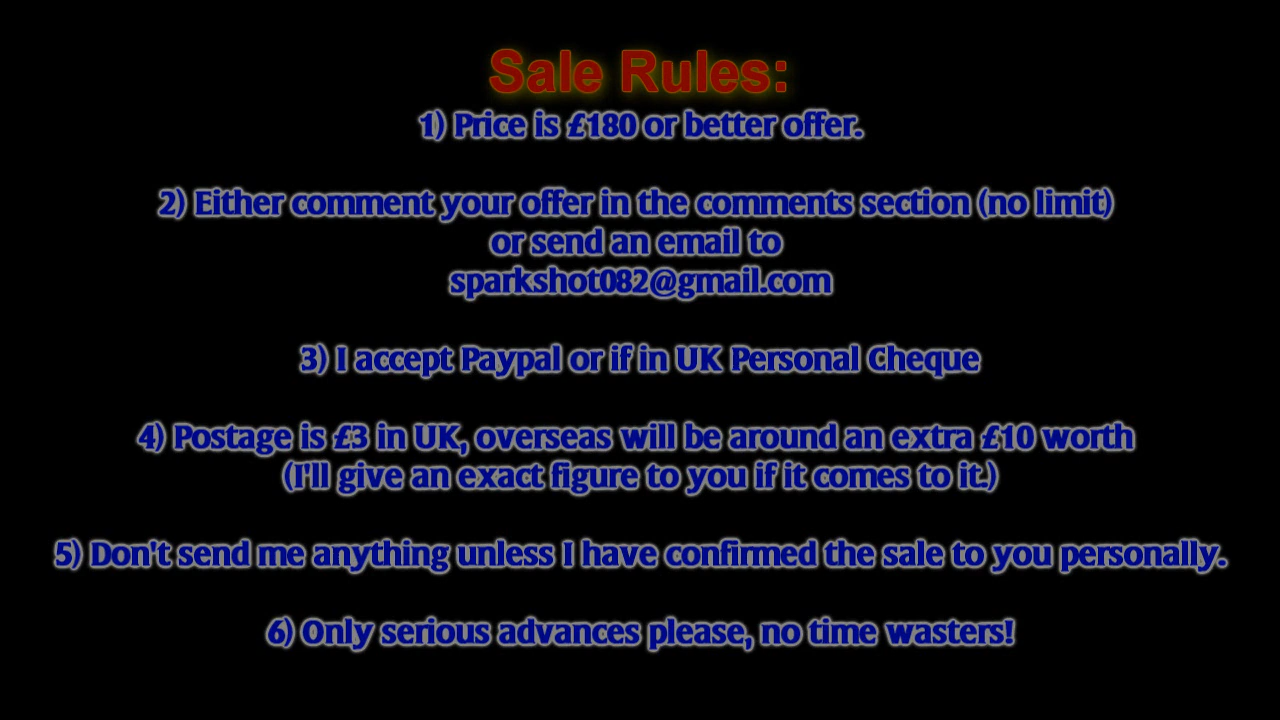 Sale Rules:
1) Price is £180 or better offer.
2) Either comment your offer in the comments section (no limit)
or send an email to
sparkshot082@gmail.com
3) I accept Paypal or if in UK Personal Cheque
4) Postage is £3 in UK, overseas will be around an extra £10 worth
(I'll give an exact figure to you if it comes to it.)
5) Don't send me anything unless I have confirmed the sale to you personally.
6) Only serious advances please, no time wasters!